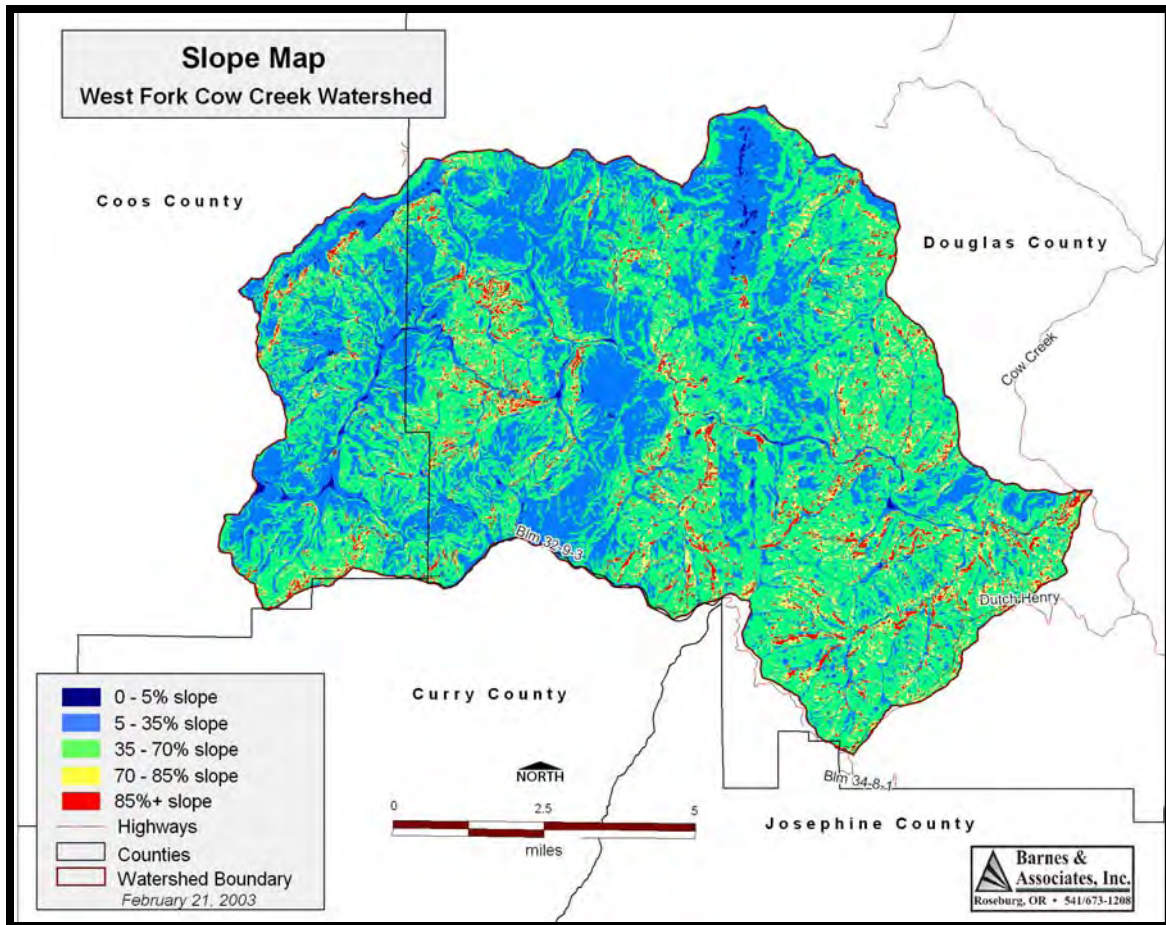 Slope Map
West Fork Cow Creek Watershed
Coos County
Douglas County
Cow Creek
Blm 32-9-3
Dutch Henry
Curry County
Blm 34-8-1
Josephine County
0 - 5% slope
5 - 35% slope
35 - 70% slope
70 - 85% slope
85%+ slope
Highways
Counties
Watershed Boundary
February 21, 2003
NORTH
0 2.5 5
miles
Barnes &
Associates, Inc.
Roseburg, OR • 541/673-1208